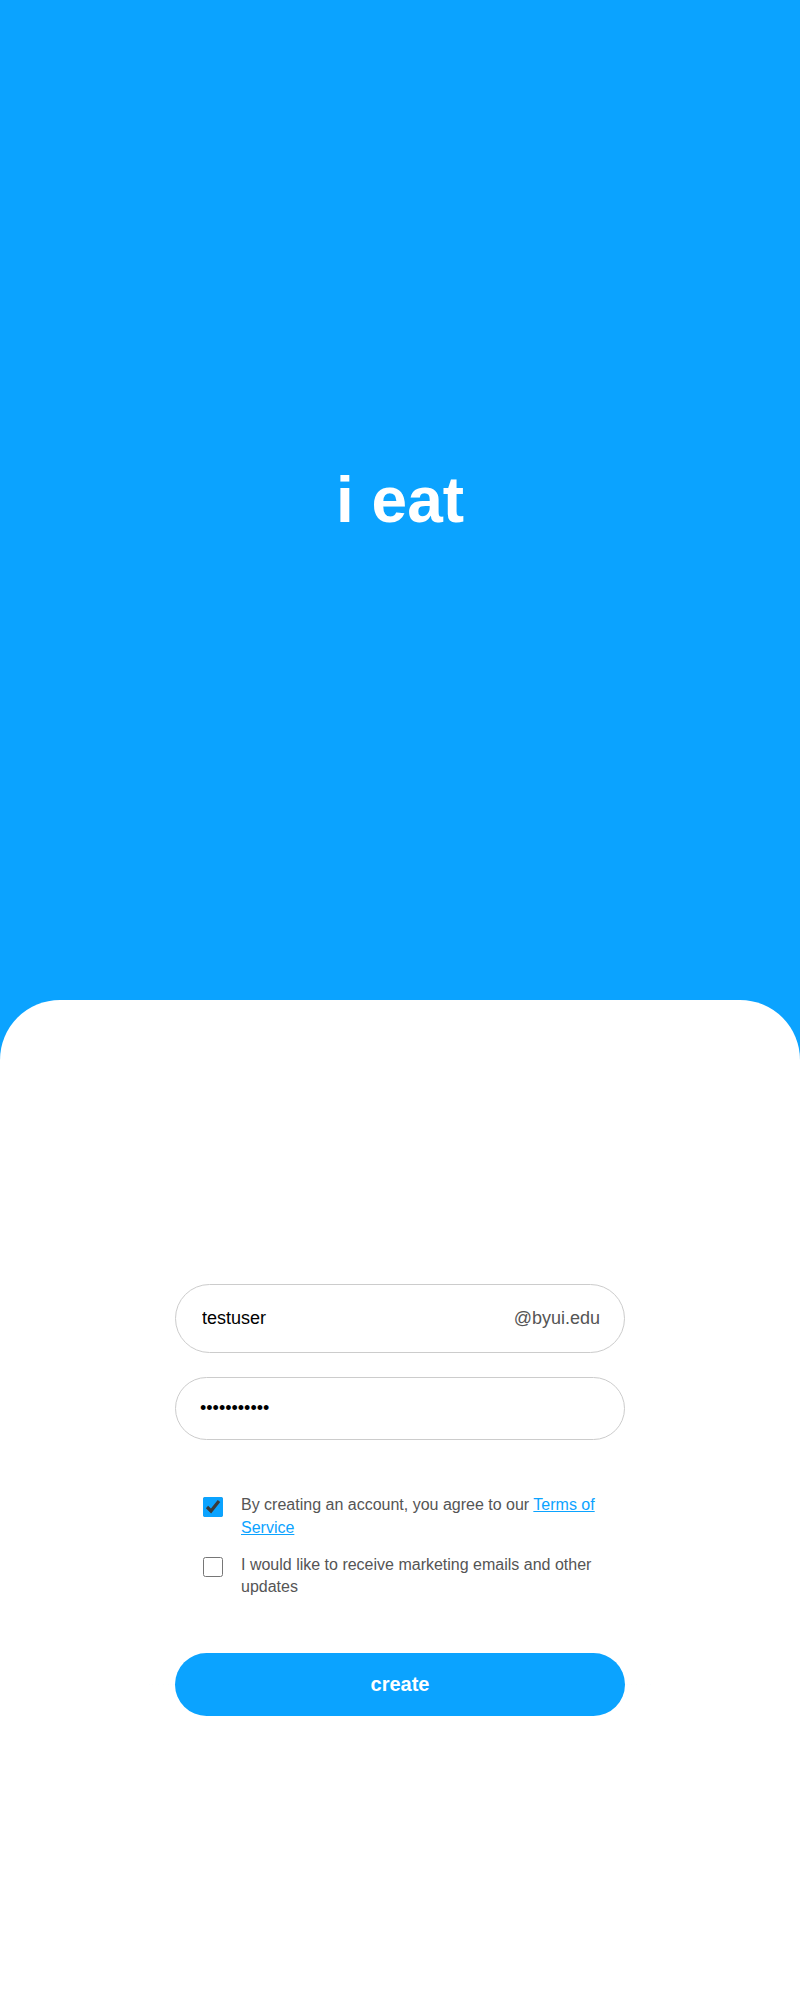 i eat
testuser @byui.edu
•••••••••••
By creating an account, you agree to our Terms of
Service
I would like to receive marketing emails and other
updates
create